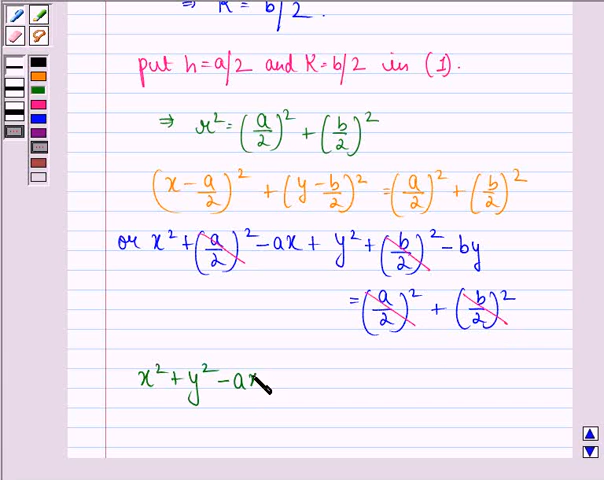 ⇒ K = b/2.
put h=a/2 and K=b/2 in (1).
⇒ r² = (a/2)² + (b/2)²
(x - a/2)² + (y - b/2)² = (a/2)² + (b/2)²
or x² + (a/2)² - ax + y² + (b/2)² - by
= (a/2)² + (b/2)²
x² + y² - ax